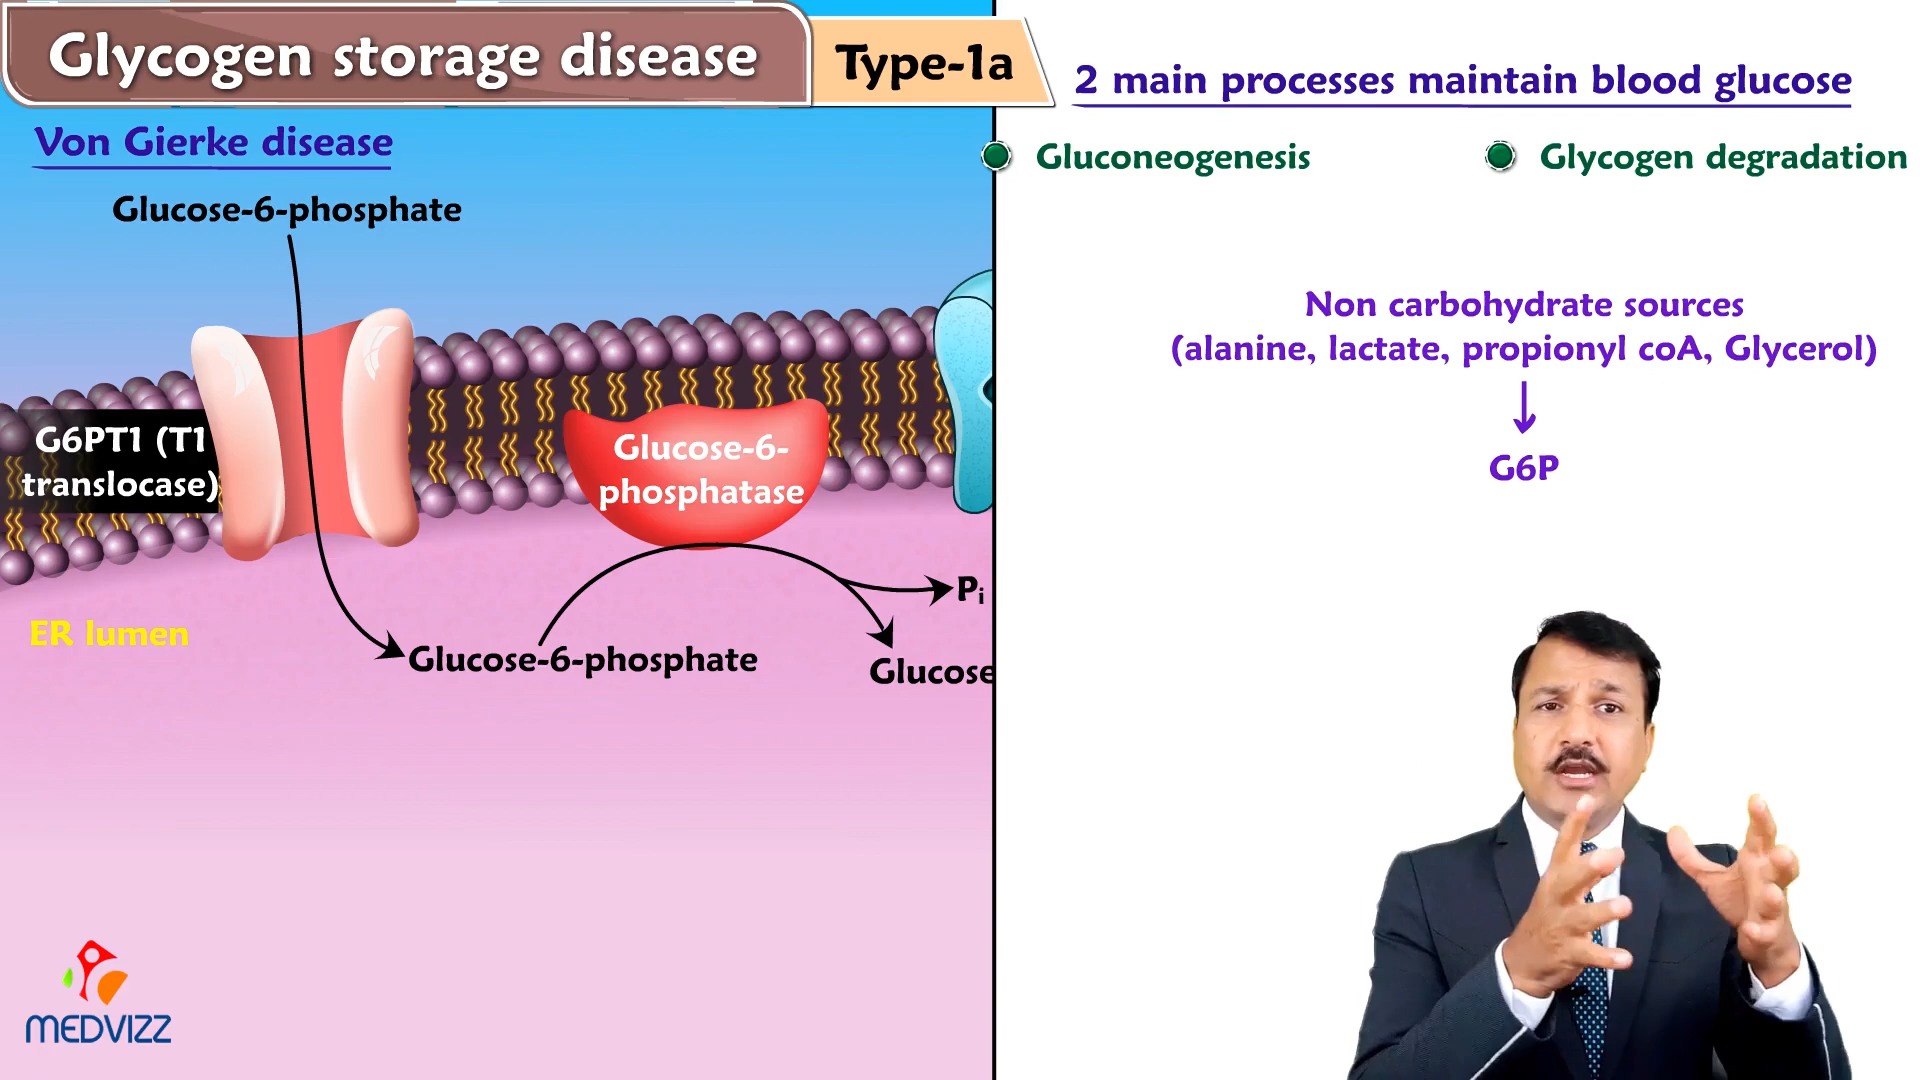 Glycogen storage disease
Type-1a
Von Gierke disease
Glucose-6-phosphate
G6PT1 (T1
translocase)
Glucose-6-
phosphatase
Pi
ER lumen
Glucose-6-phosphate
Glucose
MEDVIZZ
2 main processes maintain blood glucose
Gluconeogenesis
Glycogen degradation
Non carbohydrate sources
(alanine, lactate, propionyl coA, Glycerol)
G6P